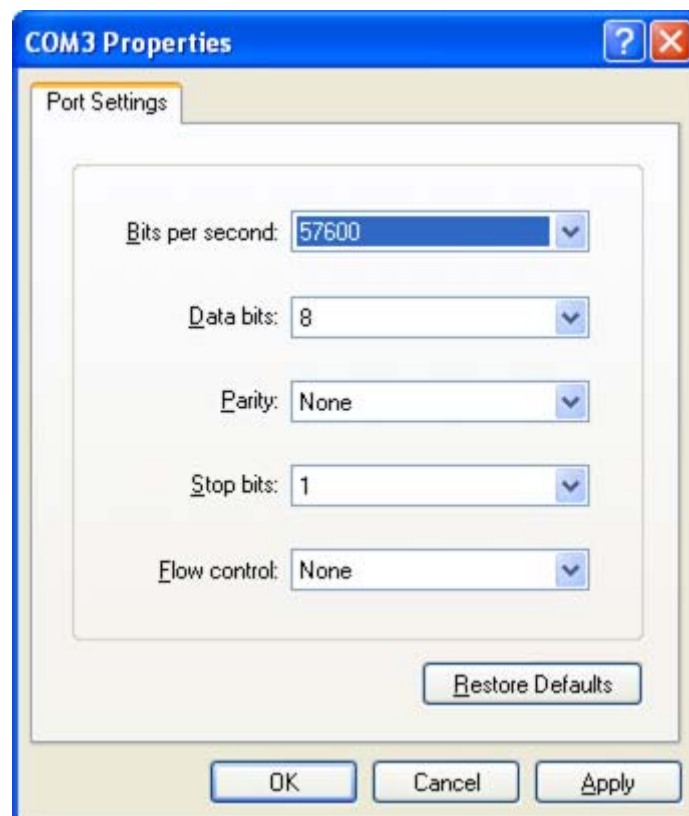 COM3 Properties
?
Port Settings
Bits per second: 57600
Data bits: 8
Parity: None
Stop bits: 1
Flow control: None
Restore Defaults
OK Cancel Apply